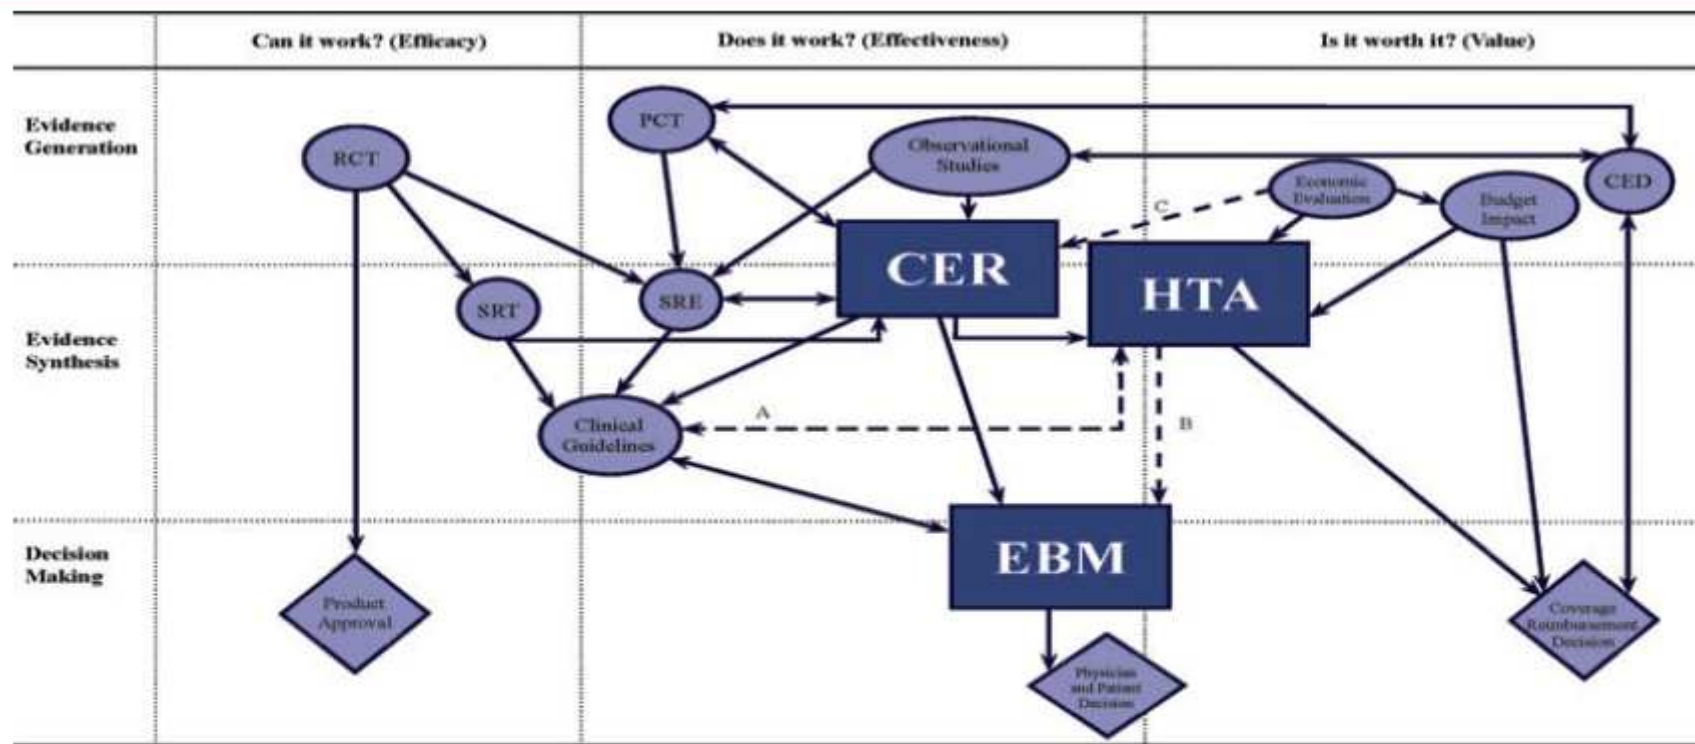 Can it work? (Efficacy)
Does it work? (Effectiveness)
Is it worth it? (Value)
Evidence
Generation
RCT
PCT
Observational
Studies
Economic
Evaluation
Budget
Impact
CED
C
CER
HTA
Evidence
Synthesis
SRT
SRE
Clinical
Guidelines
A
B
Decision
Making
EBM
Product
Approval
Coverage
Reimbursement
Decision
Physician
and Patient
Decision